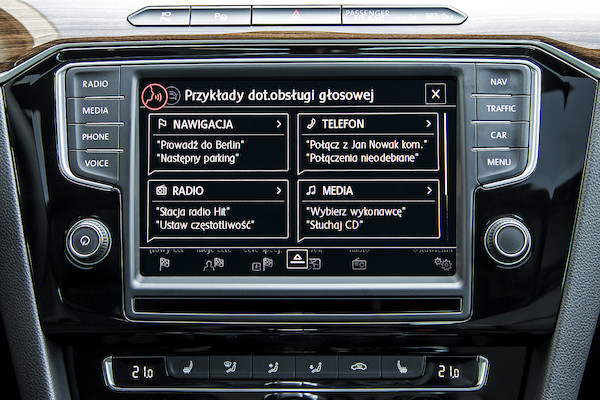 PASSENGER
RADIO
MEDIA
PHONE
VOICE
NAV
TRAFFIC
CAR
MENU
Przykłady dot.obsługi głosowej
NAWIGACJA
"Prowadź do Berlin"
"Następny parking"
TELEFON
"Połącz z Jan Nowak kom."
"Połączenia nieodebrane"
RADIO
"Stacja radio Hit"
"Ustaw częstotliwość"
MEDIA
"Wybierz wykonawcę"
"Słuchaj CD"
21.0
21.0